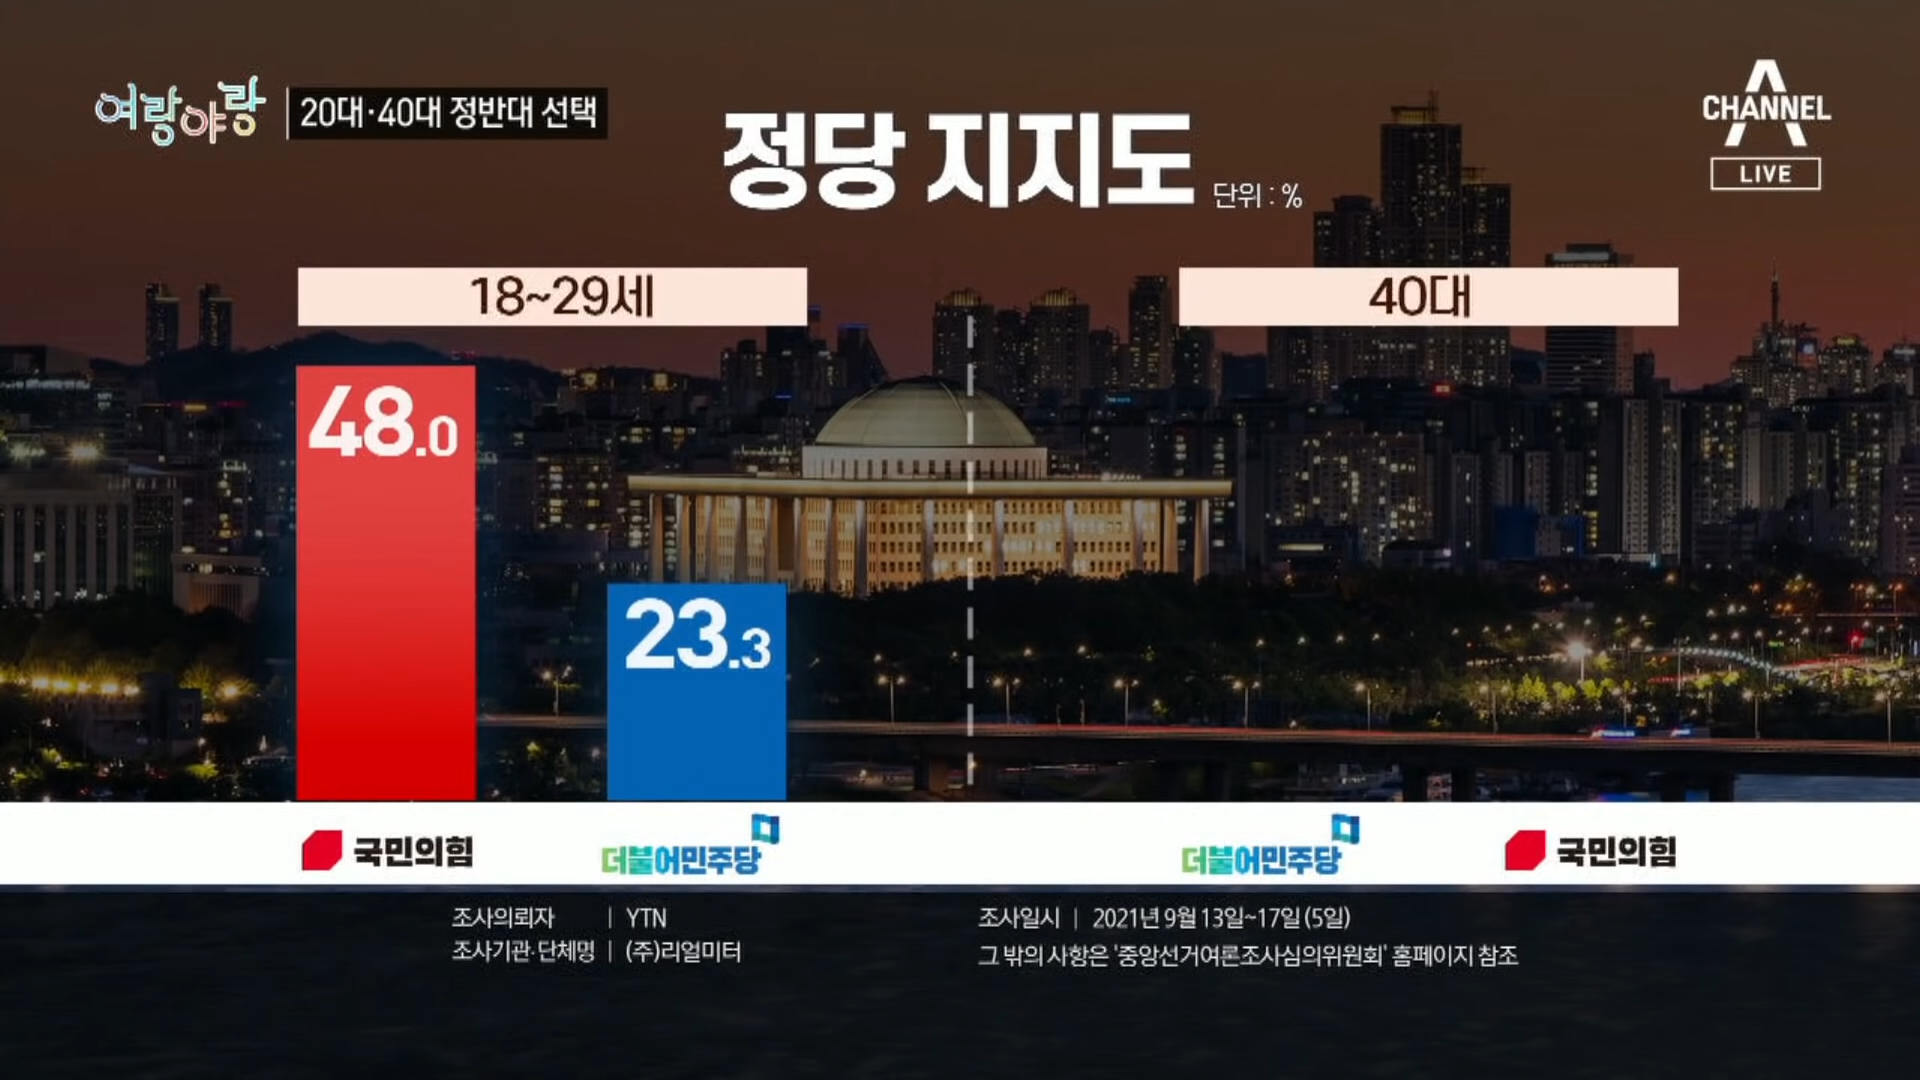 여랑야랑
20대·40대 정반대 선택
CHANNEL A
LIVE
정당 지지도 단위 : %
18~29세
40대
48.0
23.3
국민의힘
더불어민주당
더불어민주당
국민의힘
조사의뢰자 | YTN
조사기관·단체명 | (주)리얼미터
조사일시 | 2021년 9월 13일~17일 (5일)
그 밖의 사항은 '중앙선거여론조사심의위원회' 홈페이지 참조